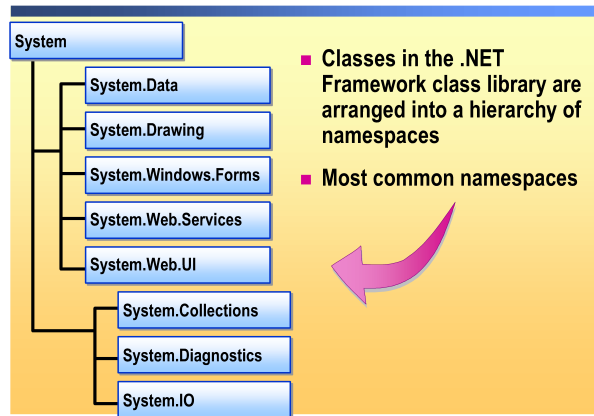 System
System.Data
System.Drawing
System.Windows.Forms
System.Web.Services
System.Web.UI
System.Collections
System.Diagnostics
System.IO
Classes in the .NET
Framework class library are
arranged into a hierarchy of
namespaces
Most common namespaces